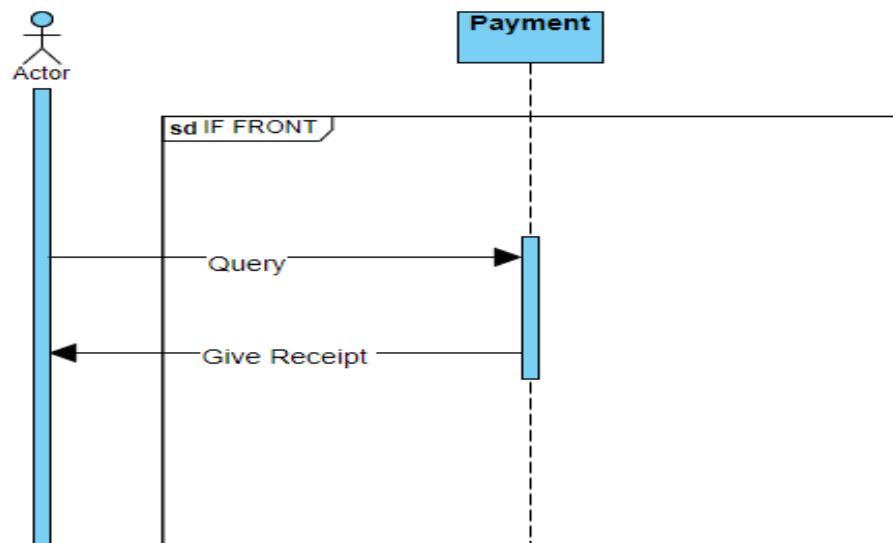 Payment
Actor
sd IF FRONT
Query
Give Receipt